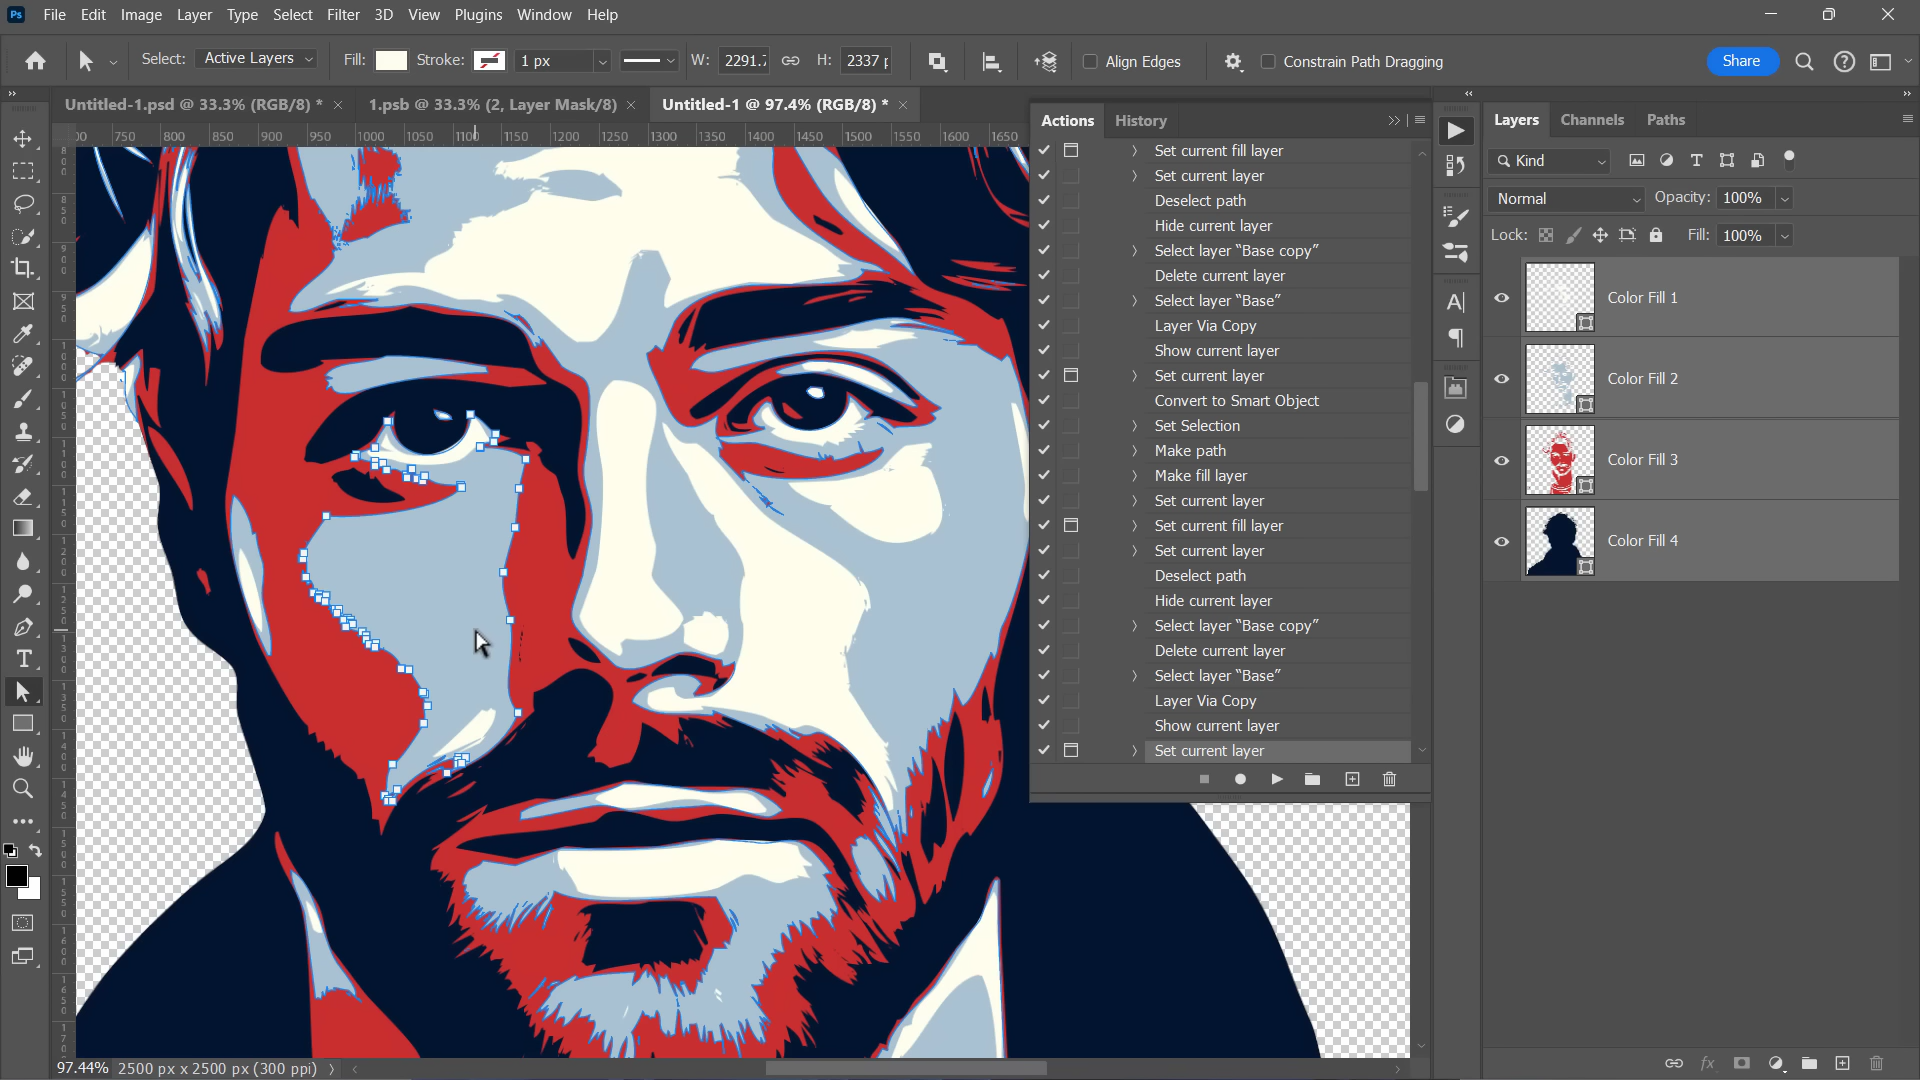 Ps File Edit Image Layer Type Select Filter 3D View Plugins Window Help
Select: Active Layers Fill: Stroke: 1 px W: 2291.7 H: 2337 p Align Edges Constrain Path Dragging Share
Untitled-1.psd @ 33.3% (RGB/8) * × 1.psb @ 33.3% (2, Layer Mask/8) × Untitled-1 @ 97.4% (RGB/8) * ×
750 800 850 900 950 1000 1050 1100 1150 1200 1250 1300 1350 1400 1450 1500 1550 1600 1650
Actions History
Set current fill layer
Set current layer
Deselect path
Hide current layer
Select layer “Base copy”
Delete current layer
Select layer “Base”
Layer Via Copy
Show current layer
Set current layer
Convert to Smart Object
Set Selection
Make path
Make fill layer
Set current layer
Set current fill layer
Set current layer
Deselect path
Hide current layer
Select layer “Base copy”
Delete current layer
Select layer “Base”
Layer Via Copy
Show current layer
Set current layer
Layers Channels Paths
Kind
Normal Opacity: 100%
Lock: Fill: 100%
Color Fill 1
Color Fill 2
Color Fill 3
Color Fill 4
97.44% 2500 px x 2500 px (300 ppi)